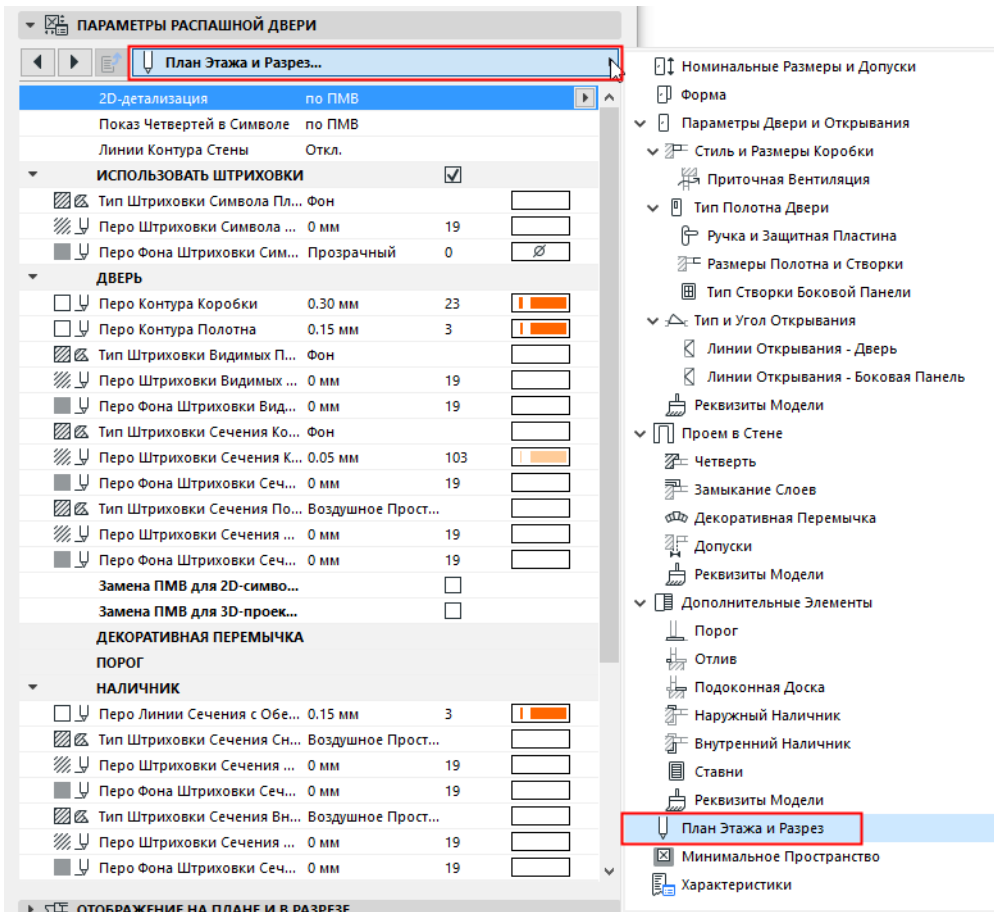 ПАРАМЕТРЫ РАСПАШНОЙ ДВЕРИ
План Этажа и Разрез...
2D-детализация по ПМВ
Показ Четвертей в Символе по ПМВ
Линии Контура Стены Откл.
ИСПОЛЬЗОВАТЬ ШТРИХОВКИ
Тип Штриховки Символа Пл... Фон
Перо Штриховки Символа ... 0 мм 19
Перо Фона Штриховки Сим... Прозрачный 0
ДВЕРЬ
Перо Контура Коробки 0.30 мм 23
Перо Контура Полотна 0.15 мм 3
Тип Штриховки Видимых П... Фон
Перо Штриховки Видимых ... 0 мм 19
Перо Фона Штриховки Вид... 0 мм 19
Тип Штриховки Сечения Ко... Фон
Перо Штриховки Сечения К... 0.05 мм 103
Перо Фона Штриховки Сеч... 0 мм 19
Тип Штриховки Сечения По... Воздушное Прост...
Перо Штриховки Сечения ... 0 мм 19
Перо Фона Штриховки Сеч... 0 мм 19
Замена ПМВ для 2D-симво...
Замена ПМВ для 3D-проек...
ДЕКОРАТИВНАЯ ПЕРЕМЫЧКА
ПОРОГ
НАЛИЧНИК
Перо Линии Сечения с Обе... 0.15 мм 3
Тип Штриховки Сечения Сн... Воздушное Прост...
Перо Штриховки Сечения ... 0 мм 19
Перо Фона Штриховки Сеч... 0 мм 19
Тип Штриховки Сечения Вн... Воздушное Прост...
Перо Штриховки Сечения ... 0 мм 19
Перо Фона Штриховки Сеч... 0 мм 19
ОТОБРАЖЕНИЕ НА ПЛАНЕ И В РАЗРЕЗЕ
Номинальные Размеры и Допуски
Форма
Параметры Двери и Открывания
Стиль и Размеры Коробки
Приточная Вентиляция
Тип Полотна Двери
Ручка и Защитная Пластина
Размеры Полотна и Створки
Тип Створки Боковой Панели
Тип и Угол Открывания
Линии Открывания - Дверь
Линии Открывания - Боковая Панель
Реквизиты Модели
Проем в Стене
Четверть
Замыкание Слоев
Декоративная Перемычка
Допуски
Реквизиты Модели
Дополнительные Элементы
Порог
Отлив
Подоконная Доска
Наружный Наличник
Внутренний Наличник
Ставни
Реквизиты Модели
План Этажа и Разрез
Минимальное Пространство
Характеристики